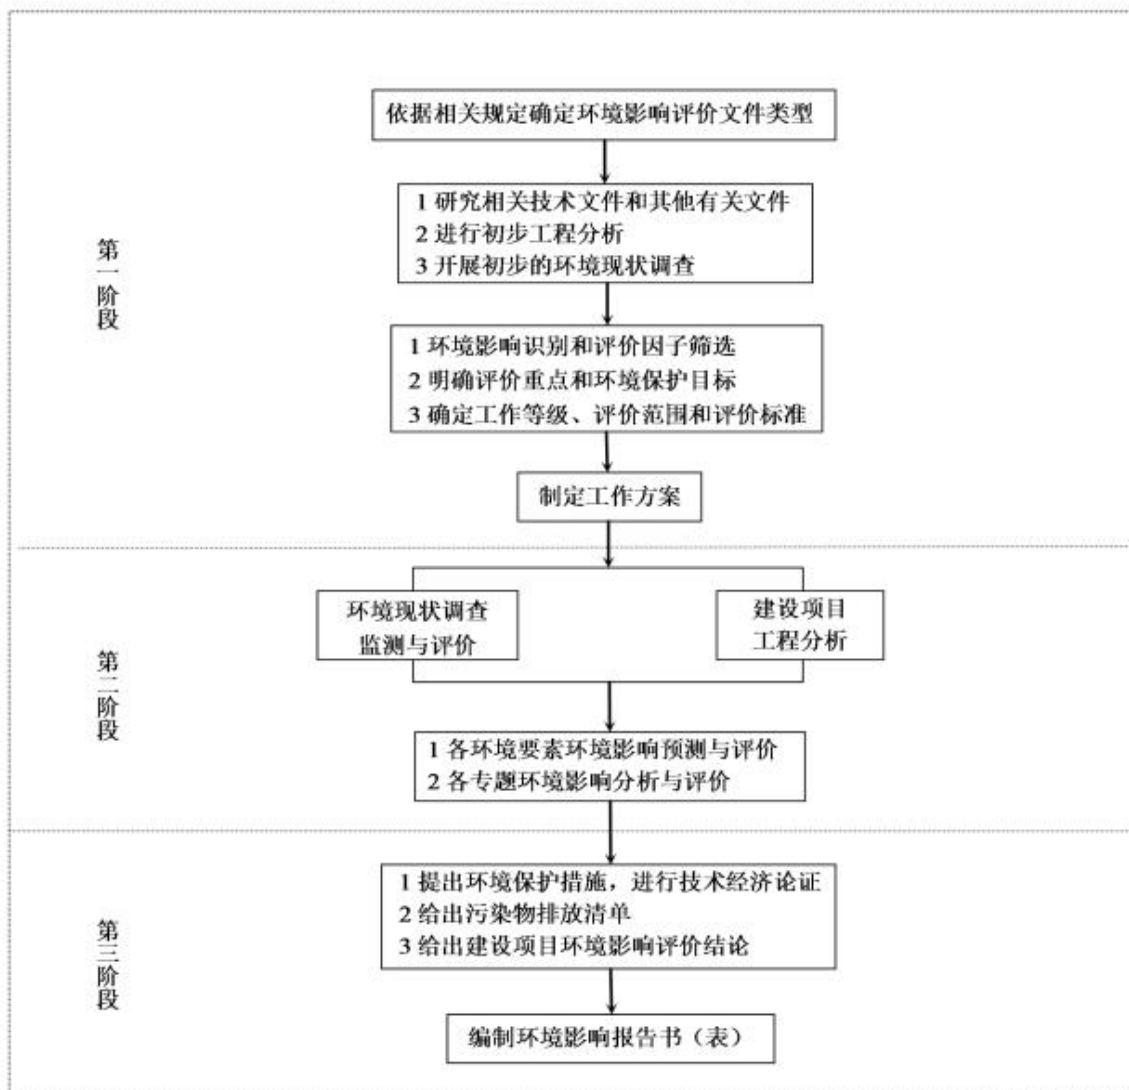 第一阶段
依据相关规定确定环境影响评价文件类型
1 研究相关技术文件和其他有关文件
2 进行初步工程分析
3 开展初步的环境现状调查
1 环境影响识别和评价因子筛选
2 明确评价重点和环境保护目标
3 确定工作等级、评价范围和评价标准
制定工作方案
第二阶段
环境现状调查
监测与评价
建设项目
工程分析
1 各环境要素环境影响预测与评价
2 各专题环境影响分析与评价
第三阶段
1 提出环境保护措施，进行技术经济论证
2 给出污染物排放清单
3 给出建设项目环境影响评价结论
编制环境影响报告书（表）